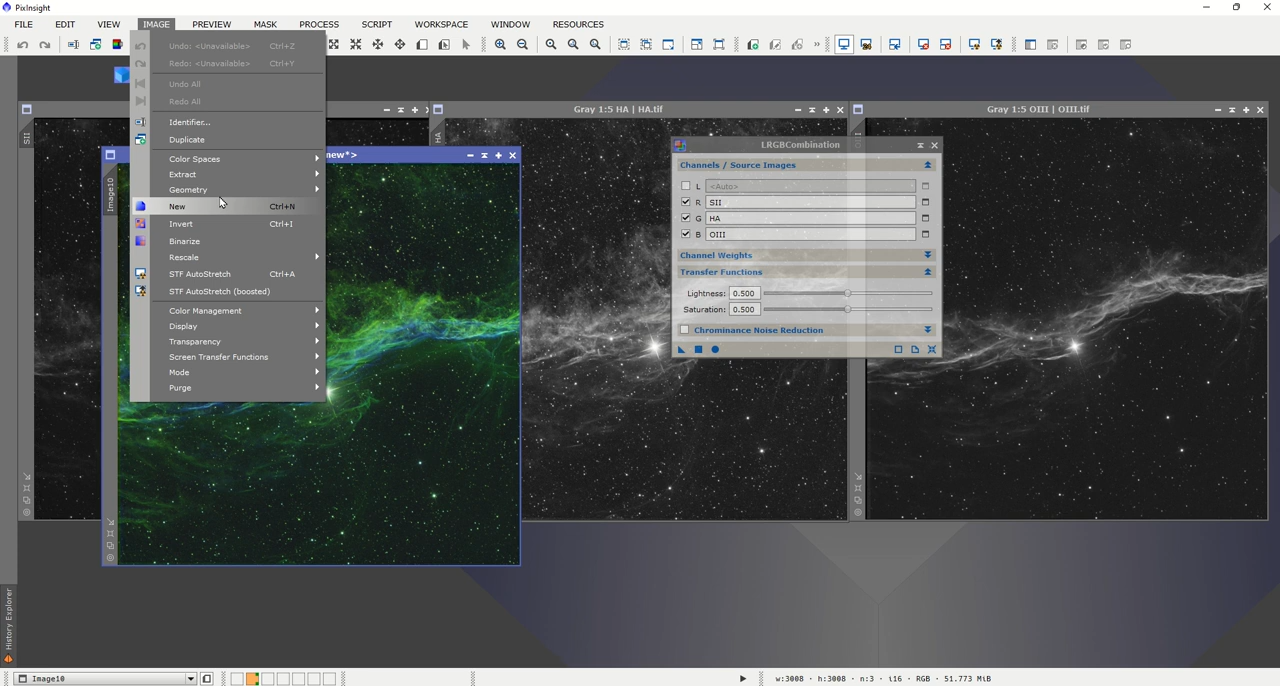 PixInsight
FILE EDIT VIEW IMAGE PREVIEW MASK PROCESS SCRIPT WORKSPACE WINDOW RESOURCES
Undo: <Unavailable> Ctrl+Z
Redo: <Unavailable> Ctrl+Y
Undo All
Redo All
Identifier...
Duplicate
Color Spaces
Extract
Geometry
New Ctrl+N
Invert Ctrl+I
Binarize
Rescale
STF AutoStretch Ctrl+A
STF AutoStretch (boosted)
Color Management
Display
Transparency
Screen Transfer Functions
Mode
Purge
SII
Image10
new*>
Gray 1:5 HA | HA.tif
HA
Gray 1:5 OIII | OIII.tif
LRGBCombination
Channels / Source Images
L <Auto>
R SII
G HA
B OIII
Channel Weights
Transfer Functions
Lightness: 0.500
Saturation: 0.500
Chrominance Noise Reduction
History Explorer
Image10
w:3008 · h:3008 · n:3 · i16 · RGB · 51.773 MiB